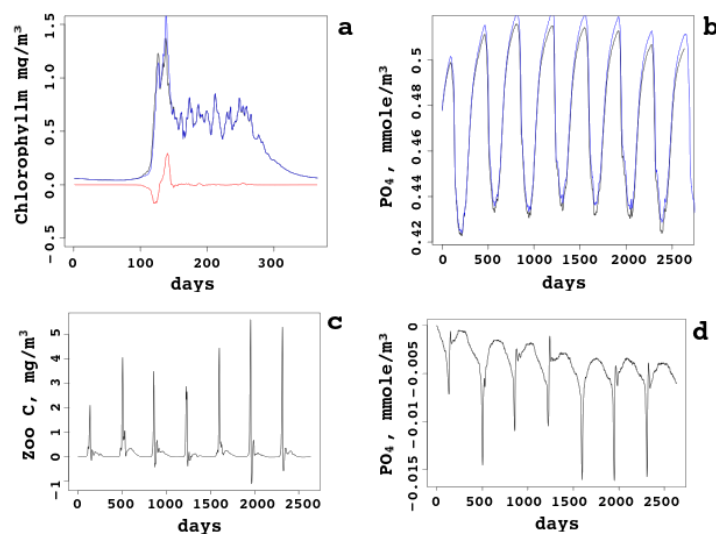 a
Chlorophyllm mq/m³
1.5
1.0
0.5
0.0
−0.5
0 100 200 300
days
b
PO₄, mmole/m³
0.5
0.48
0.46
0.44
0.42
0 500 1000 1500 2000 2500
days
c
Zoo C, mg/m³
5
4
3
2
1
0
−1
0 500 1000 1500 2000 2500
days
d
PO₄, mmole/m³
0
−0.005
−0.01
−0.015
0 500 1000 1500 2000 2500
days